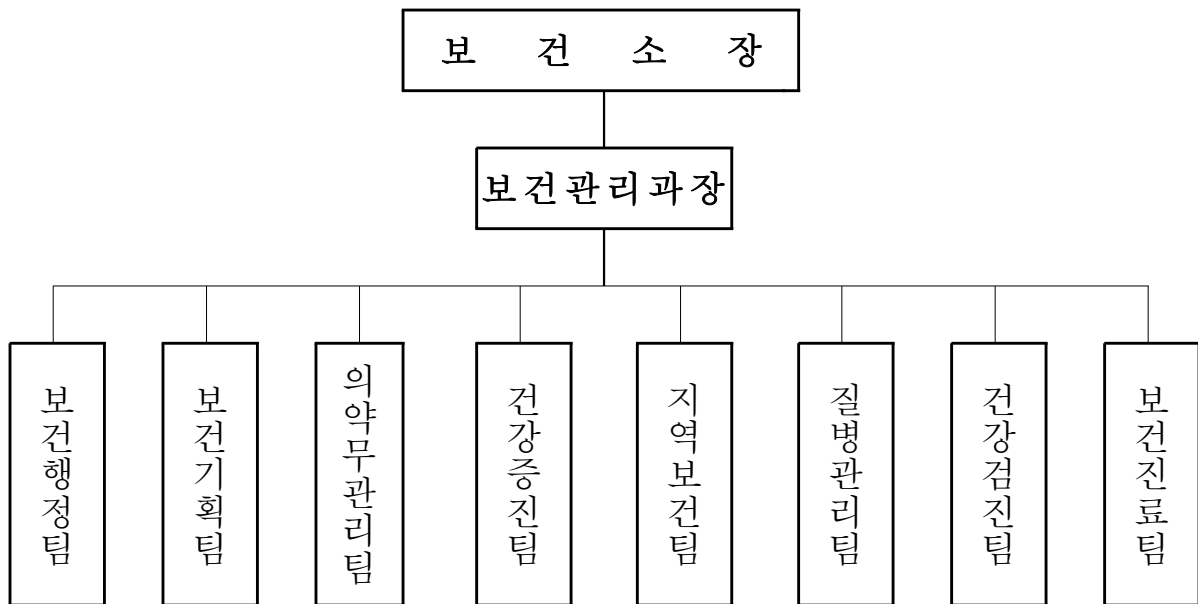 보 건 소 장
보건관리과장
보건행정팀
보건기획팀
의약무관리팀
건강증진팀
지역보건팀
질병관리팀
건강검진팀
보건진료팀